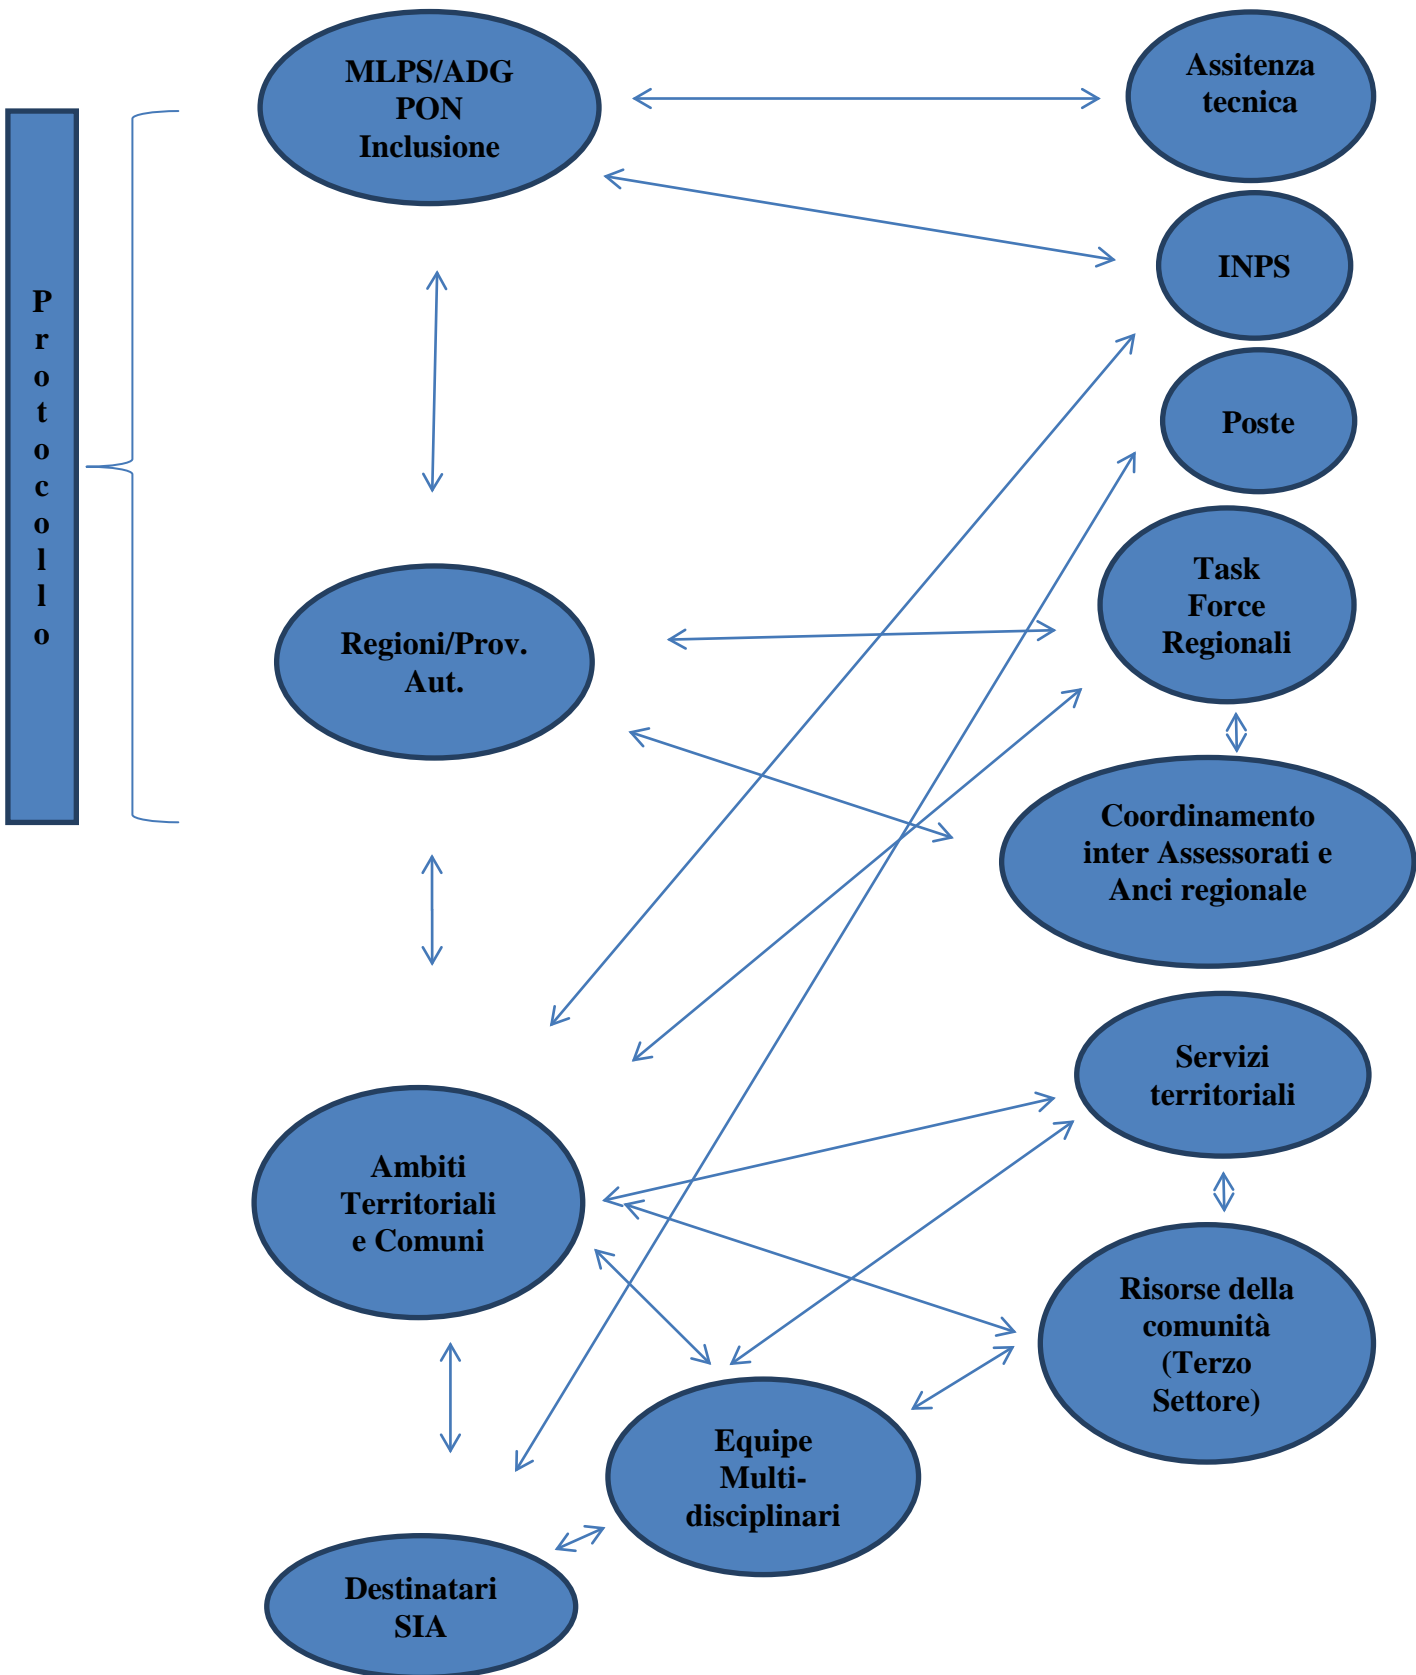 P
r
o
t
o
c
o
l
l
o
MLPS/ADG
PON
Inclusione
Assitenza
tecnica
INPS
Poste
Task
Force
Regionali
Regioni/Prov.
Aut.
Coordinamento
inter Assessorati e
Anci regionale
Servizi
territoriali
Ambiti
Territoriali
e Comuni
Risorse della
comunità
(Terzo
Settore)
Equipe
Multi-
disciplinari
Destinatari
SIA